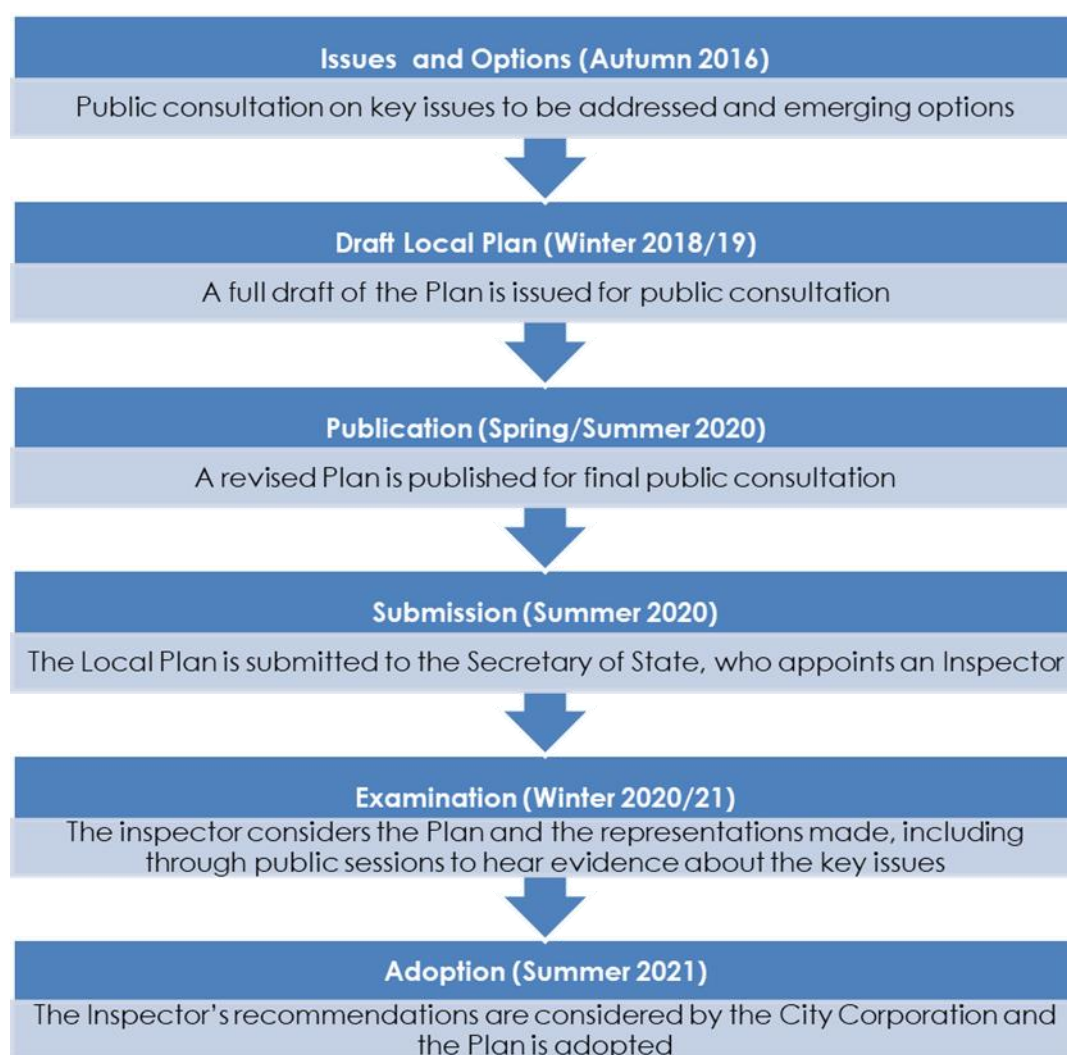 Issues and Options (Autumn 2016)
Public consultation on key issues to be addressed and emerging options
Draft Local Plan (Winter 2018/19)
A full draft of the Plan is issued for public consultation
Publication (Spring/Summer 2020)
A revised Plan is published for final public consultation
Submission (Summer 2020)
The Local Plan is submitted to the Secretary of State, who appoints an Inspector
Examination (Winter 2020/21)
The inspector considers the Plan and the representations made, including
through public sessions to hear evidence about the key issues
Adoption (Summer 2021)
The Inspector's recommendations are considered by the City Corporation and
the Plan is adopted